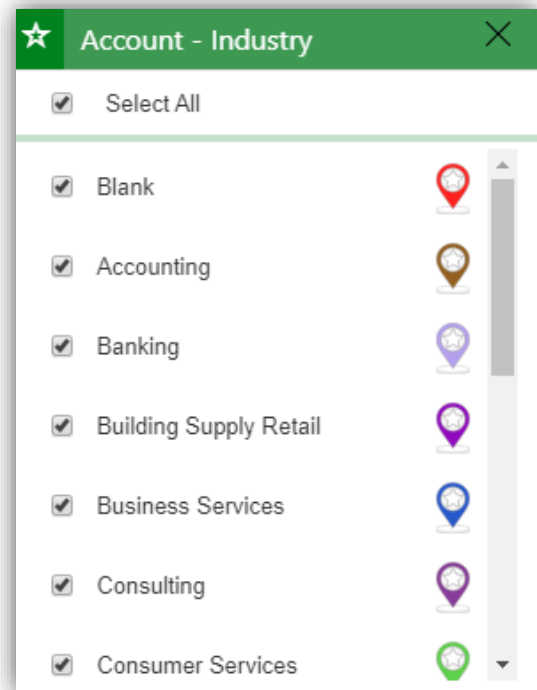 Account - Industry
Select All
Blank
Accounting
Banking
Building Supply Retail
Business Services
Consulting
Consumer Services